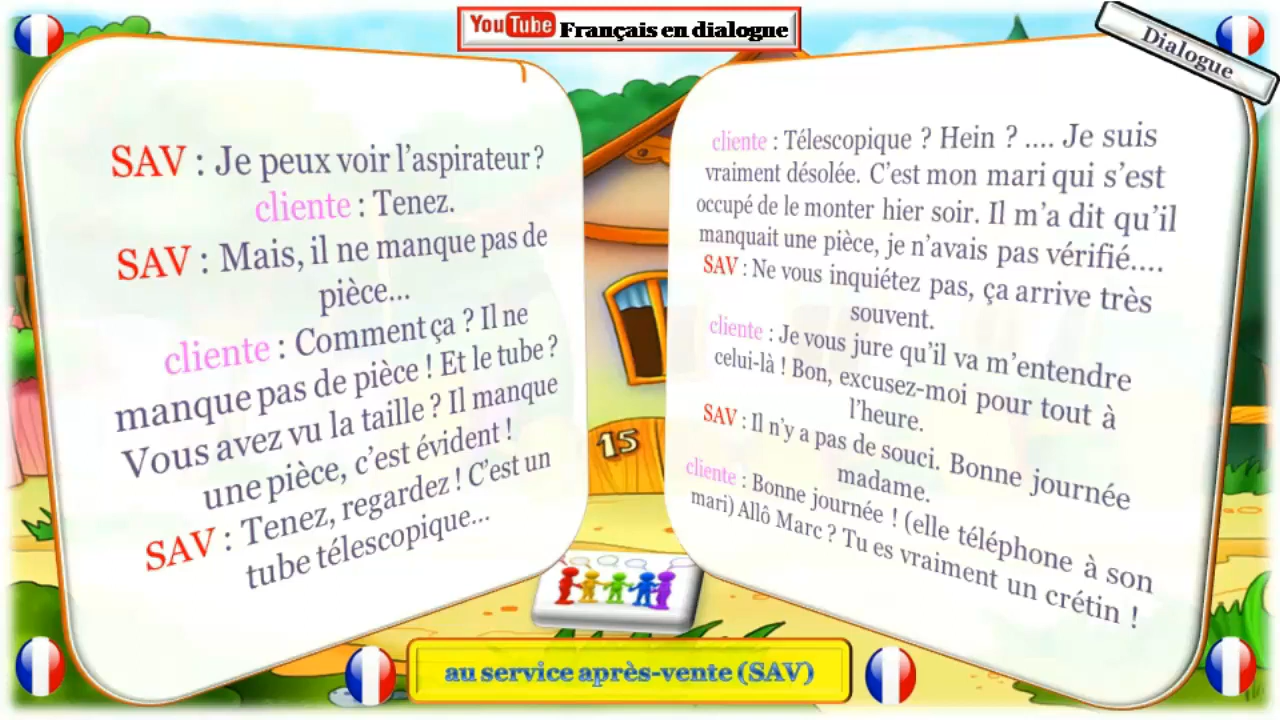 YouTube Français en dialogue
Dialogue
SAV : Je peux voir l’aspirateur ?
cliente : Tenez.
SAV : Mais, il ne manque pas de
pièce...
cliente : Comment ça ? Il ne
manque pas de pièce ! Et le tube ?
Vous avez vu la taille ? Il manque
une pièce, c’est évident !
SAV : Tenez, regardez ! C’est un
tube télescopique...
cliente : Télescopique ? Hein ? .... Je suis
vraiment désolée. C’est mon mari qui s’est
occupé de le monter hier soir. Il m’a dit qu’il
manquait une pièce, je n’avais pas vérifié....
SAV : Ne vous inquiétez pas, ça arrive très
souvent.
cliente : Je vous jure qu’il va m’entendre
celui-là ! Bon, excusez-moi pour tout à
l’heure.
SAV : Il n’y a pas de souci. Bonne journée
madame.
cliente : Bonne journée ! (elle téléphone à son
mari) Allô Marc ? Tu es vraiment un crétin !
15
au service après-vente (SAV)